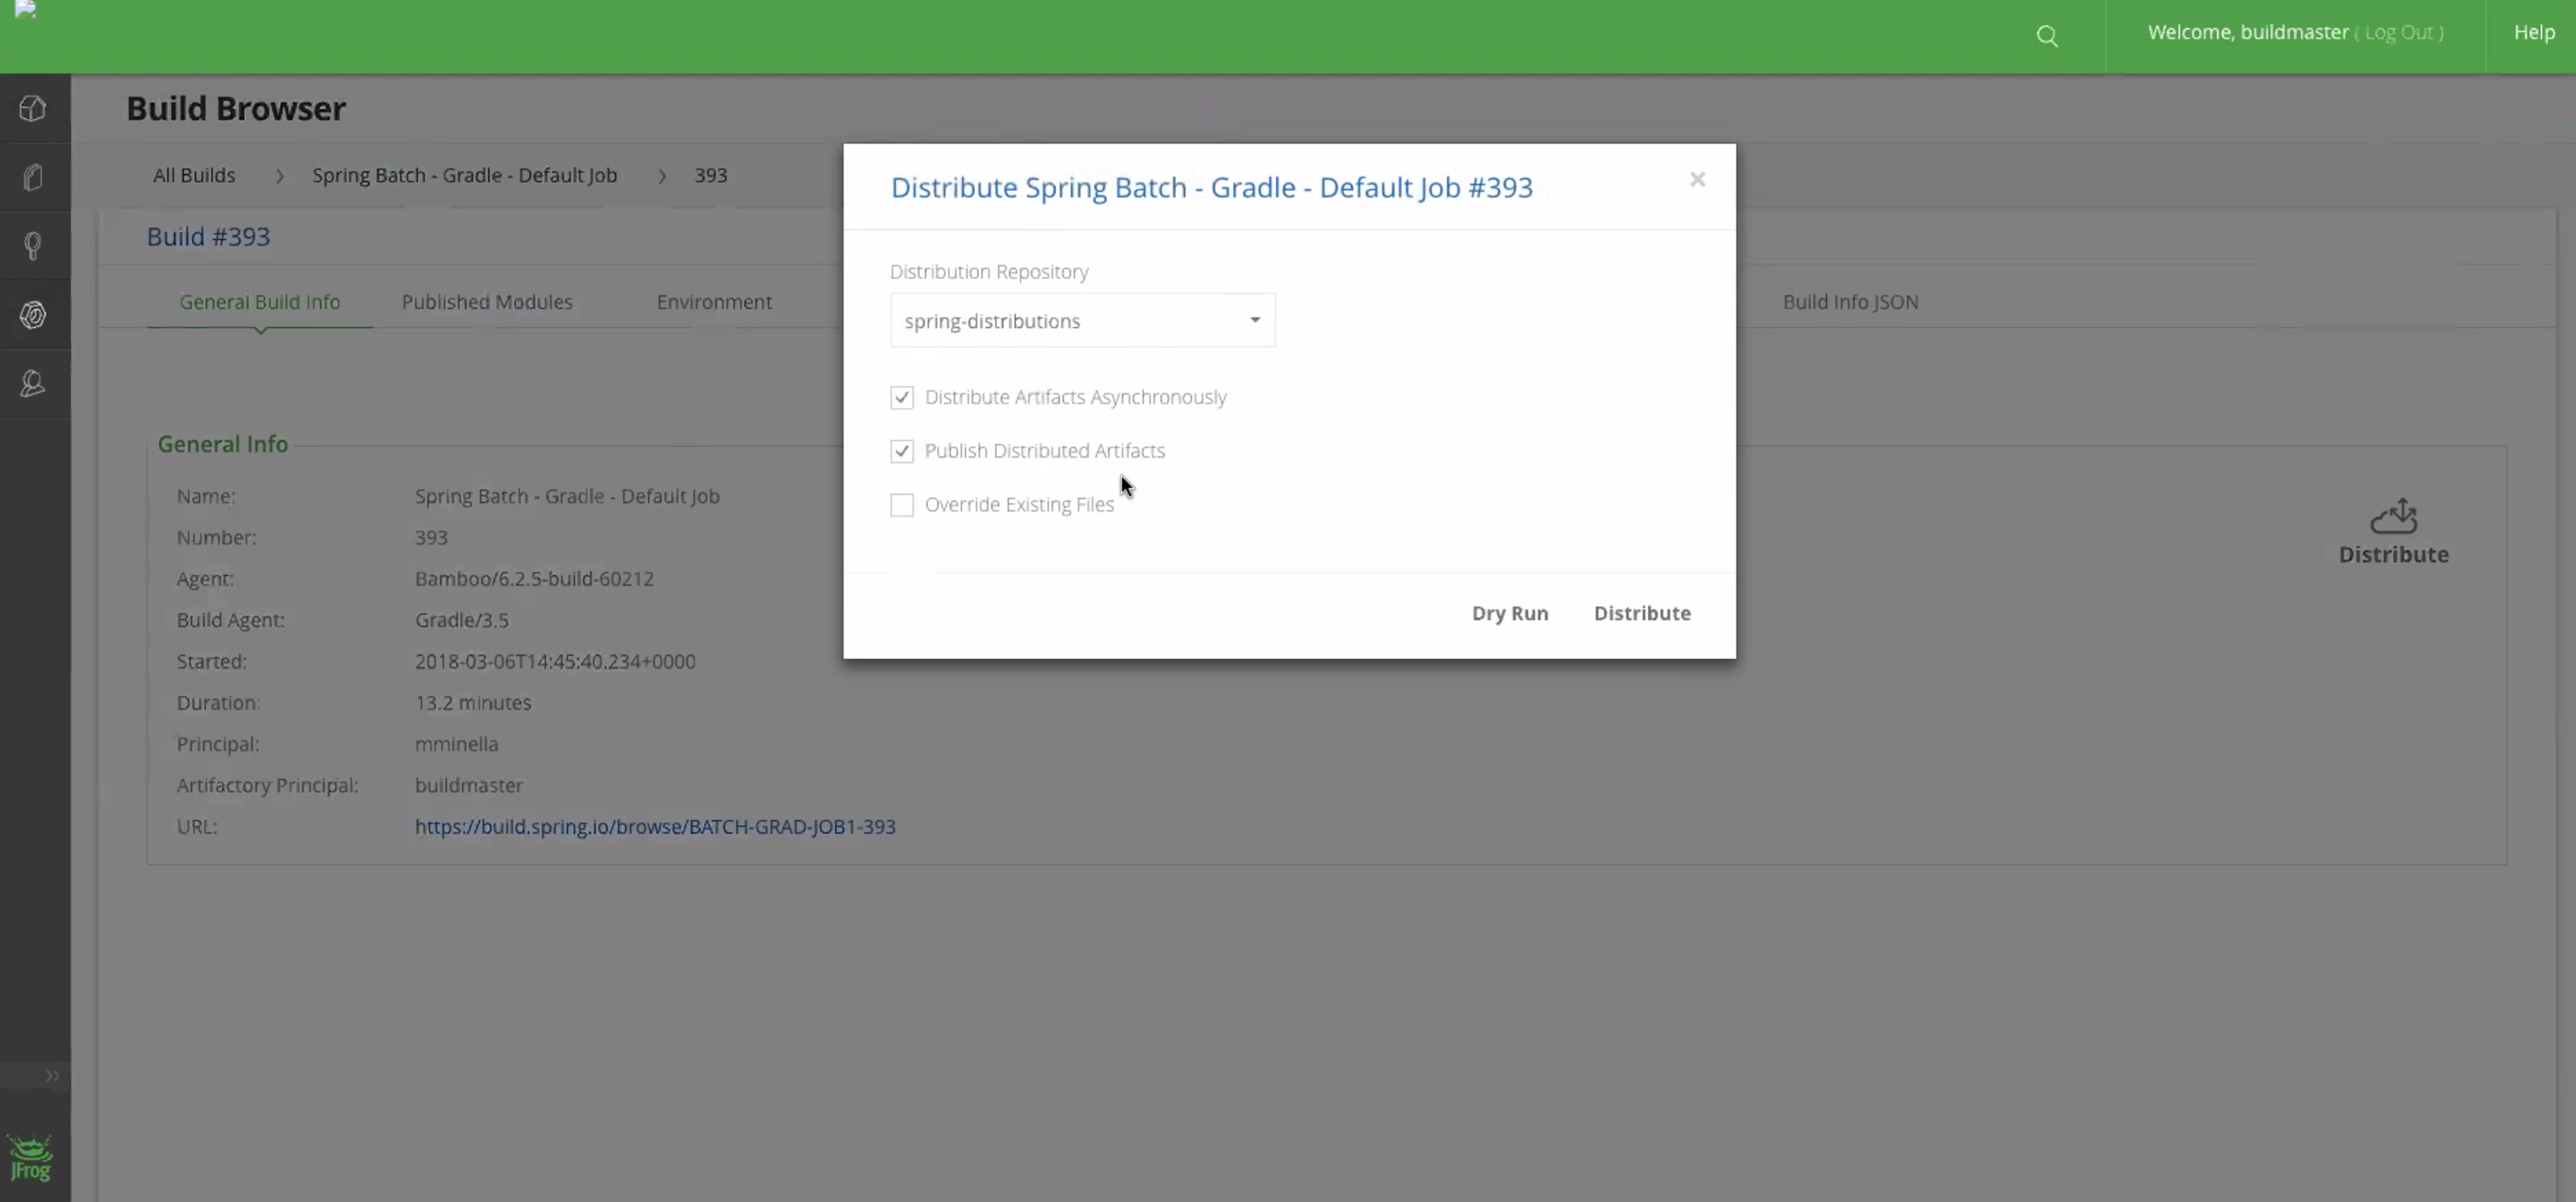 Welcome, buildmaster ( Log Out )
Help
Build Browser
All Builds
Spring Batch - Gradle - Default Job
393
Build #393
General Build Info
Published Modules
Environment
Build Info JSON
Distribute Spring Batch - Gradle - Default Job #393
×
Distribution Repository
spring-distributions
Distribute Artifacts Asynchronously
Publish Distributed Artifacts
Override Existing Files
Dry Run
Distribute
General Info
Name: Spring Batch - Gradle - Default Job
Number: 393
Agent: Bamboo/6.2.5-build-60212
Build Agent: Gradle/3.5
Started: 2018-03-06T14:45:40.234+0000
Duration: 13.2 minutes
Principal: mminella
Artifactory Principal: buildmaster
URL: https://build.spring.io/browse/BATCH-GRAD-JOB1-393
Distribute
JFrog